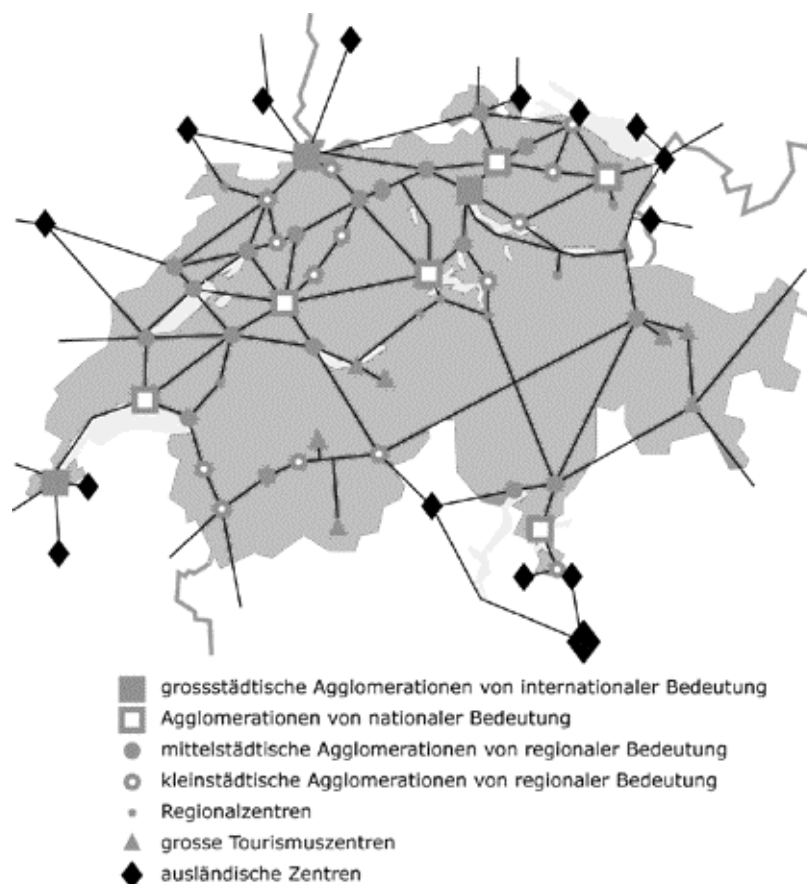 grossstädtische Agglomerationen von internationaler Bedeutung
Agglomerationen von nationaler Bedeutung
mittelstädtische Agglomerationen von regionaler Bedeutung
kleinstädtische Agglomerationen von regionaler Bedeutung
Regionalzentren
grosse Tourismuszentren
ausländische Zentren